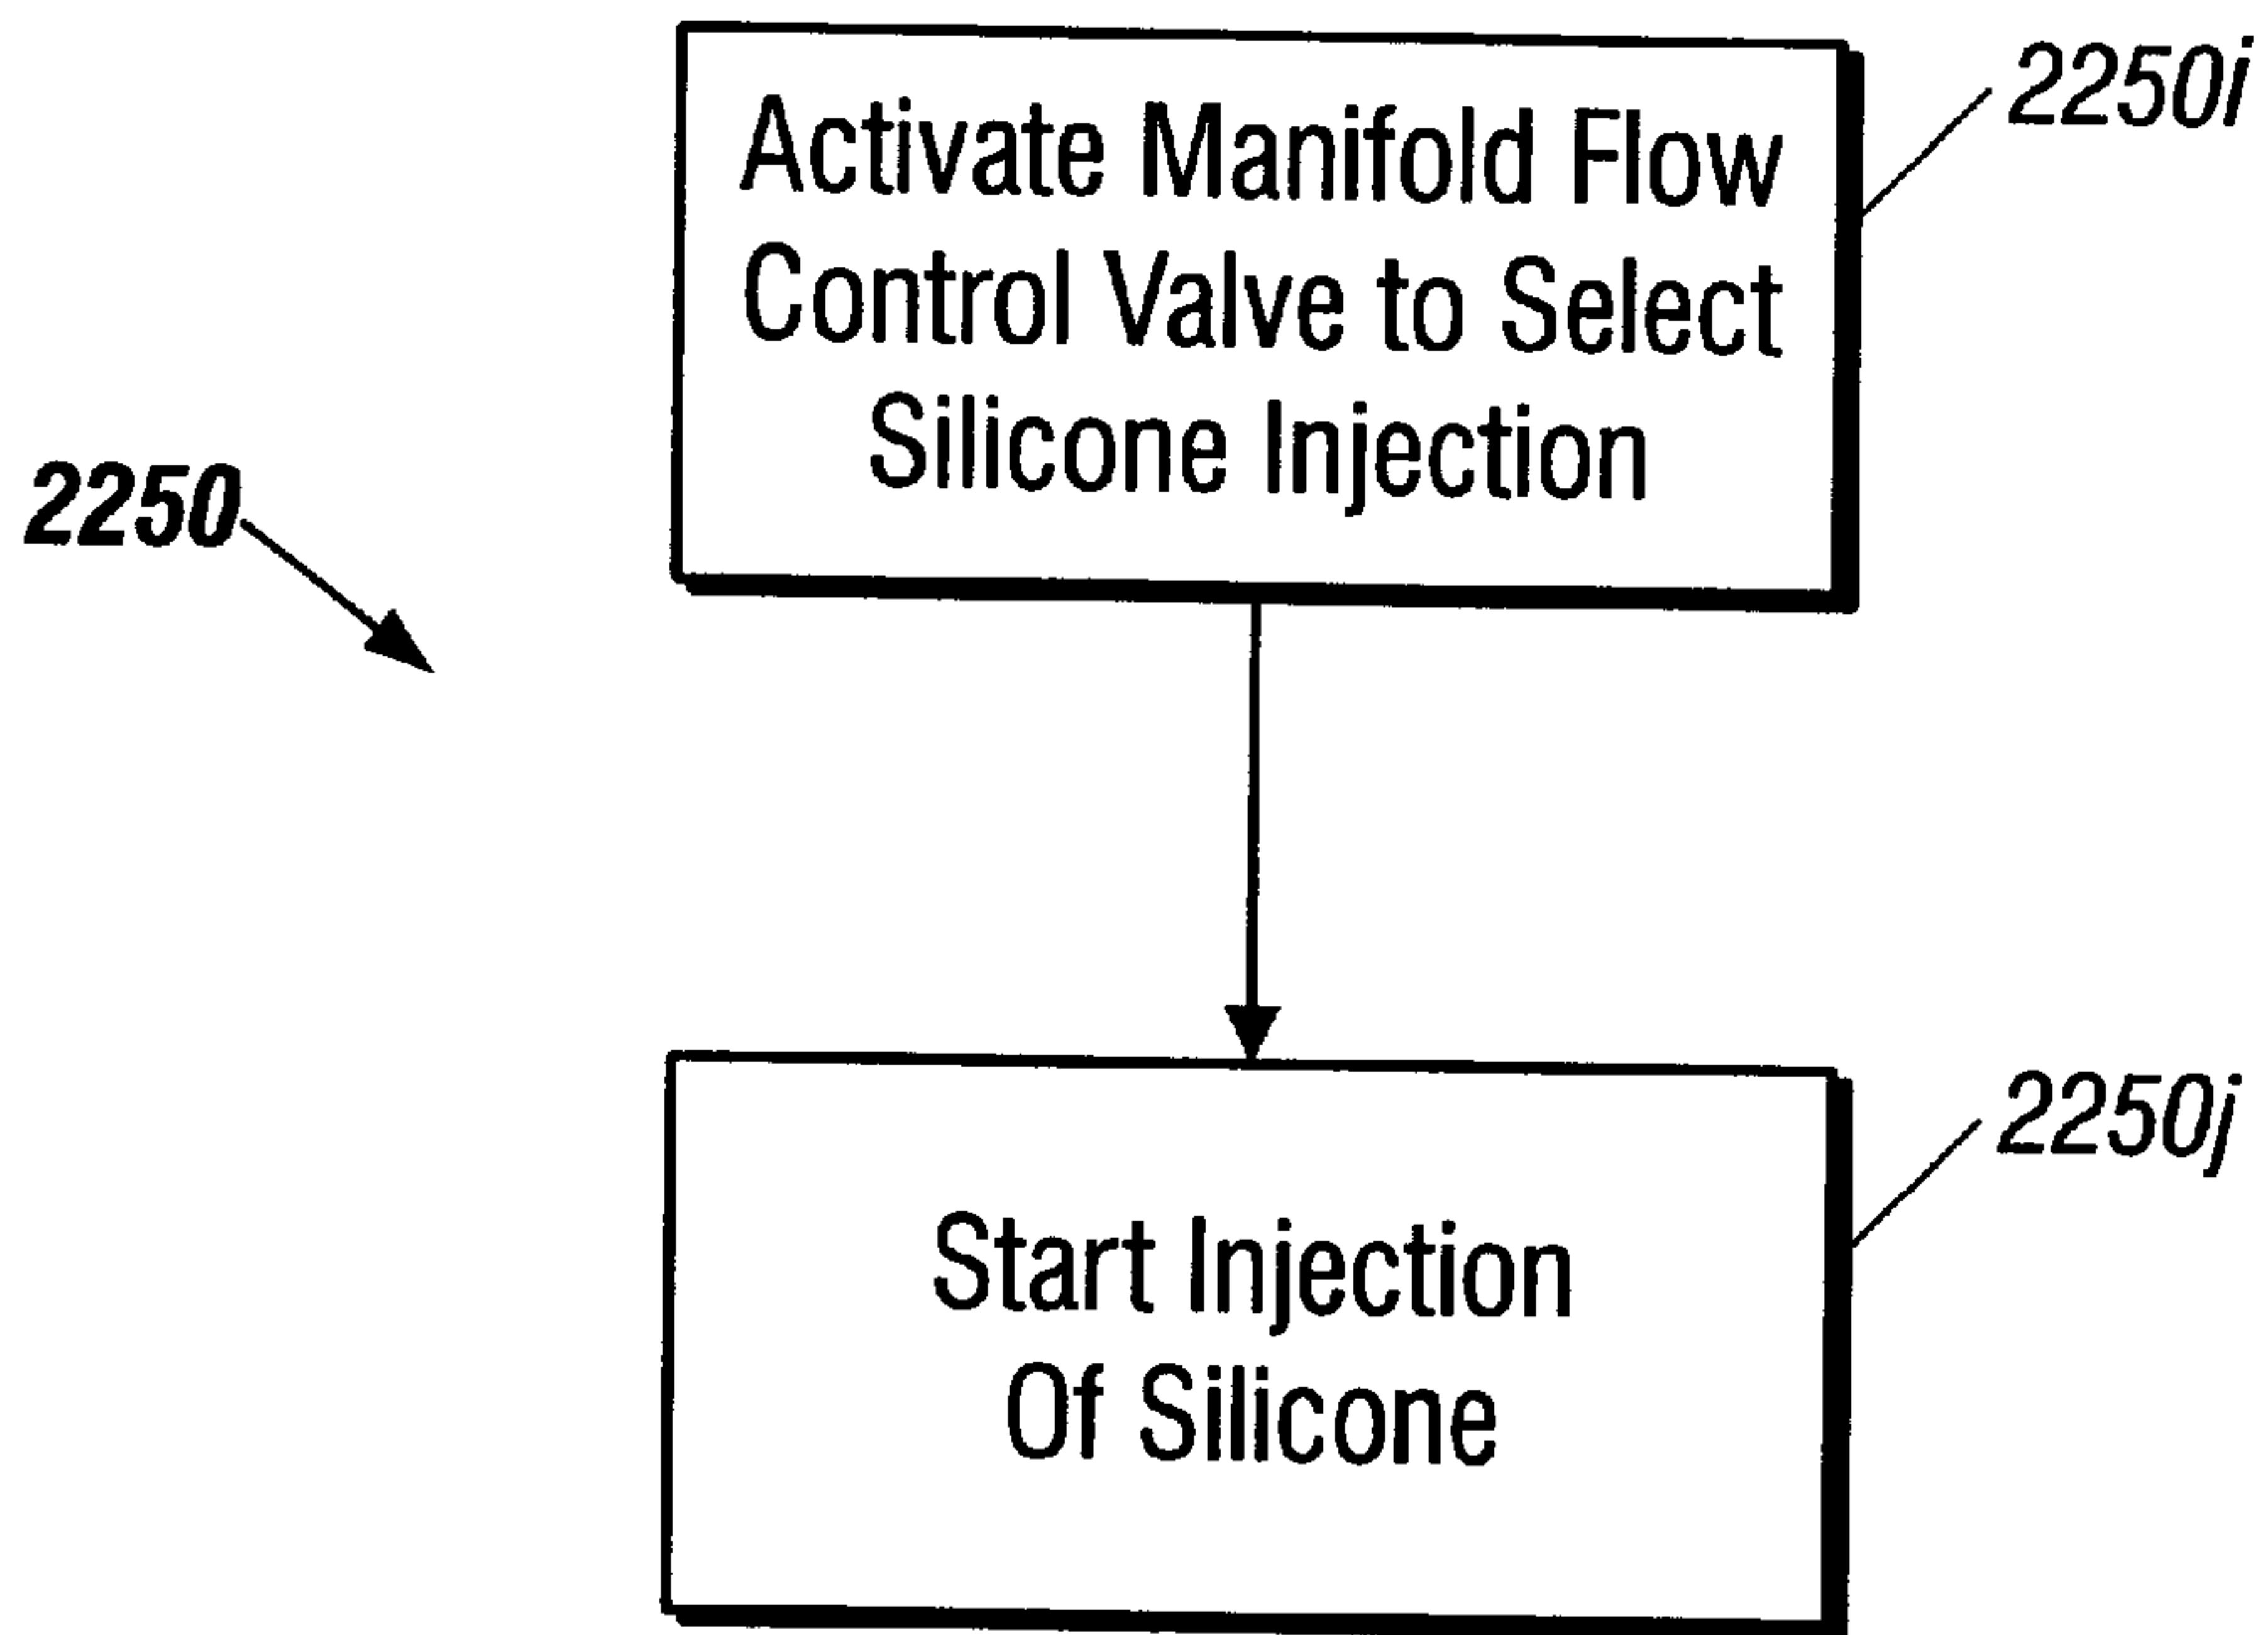 Activate Manifold Flow
Control Valve to Select
Silicone Injection
2250i
2250
Start Injection
Of Silicone
2250j